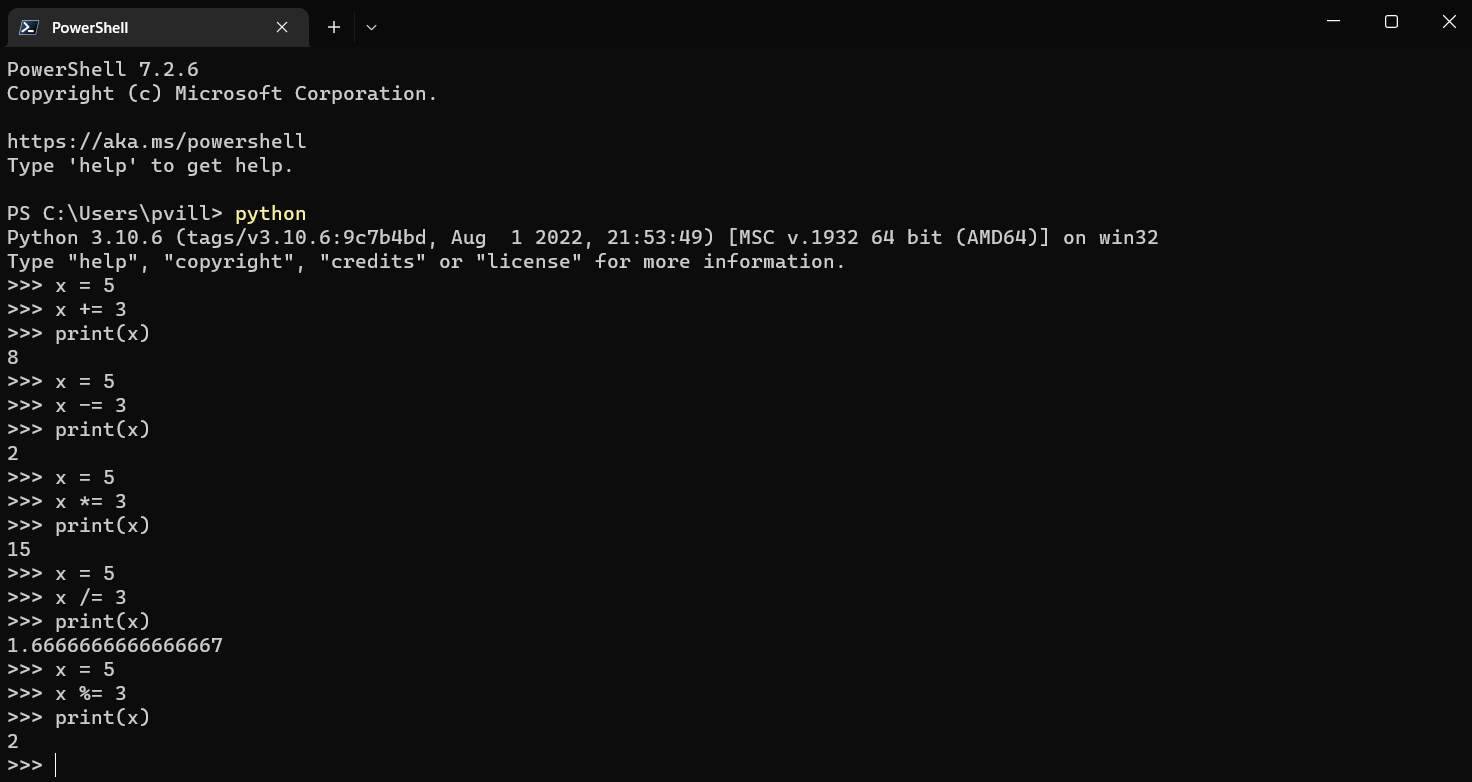 PowerShell
PowerShell 7.2.6
Copyright (c) Microsoft Corporation.
https://aka.ms/powershell
Type 'help' to get help.
PS C:\Users\pvill> python
Python 3.10.6 (tags/v3.10.6:9c7b4bd, Aug  1 2022, 21:53:49) [MSC v.1932 64 bit (AMD64)] on win32
Type "help", "copyright", "credits" or "license" for more information.
>>> x = 5
>>> x += 3
>>> print(x)
8
>>> x = 5
>>> x -= 3
>>> print(x)
2
>>> x = 5
>>> x *= 3
>>> print(x)
15
>>> x = 5
>>> x /= 3
>>> print(x)
1.6666666666666667
>>> x = 5
>>> x %= 3
>>> print(x)
2
>>>